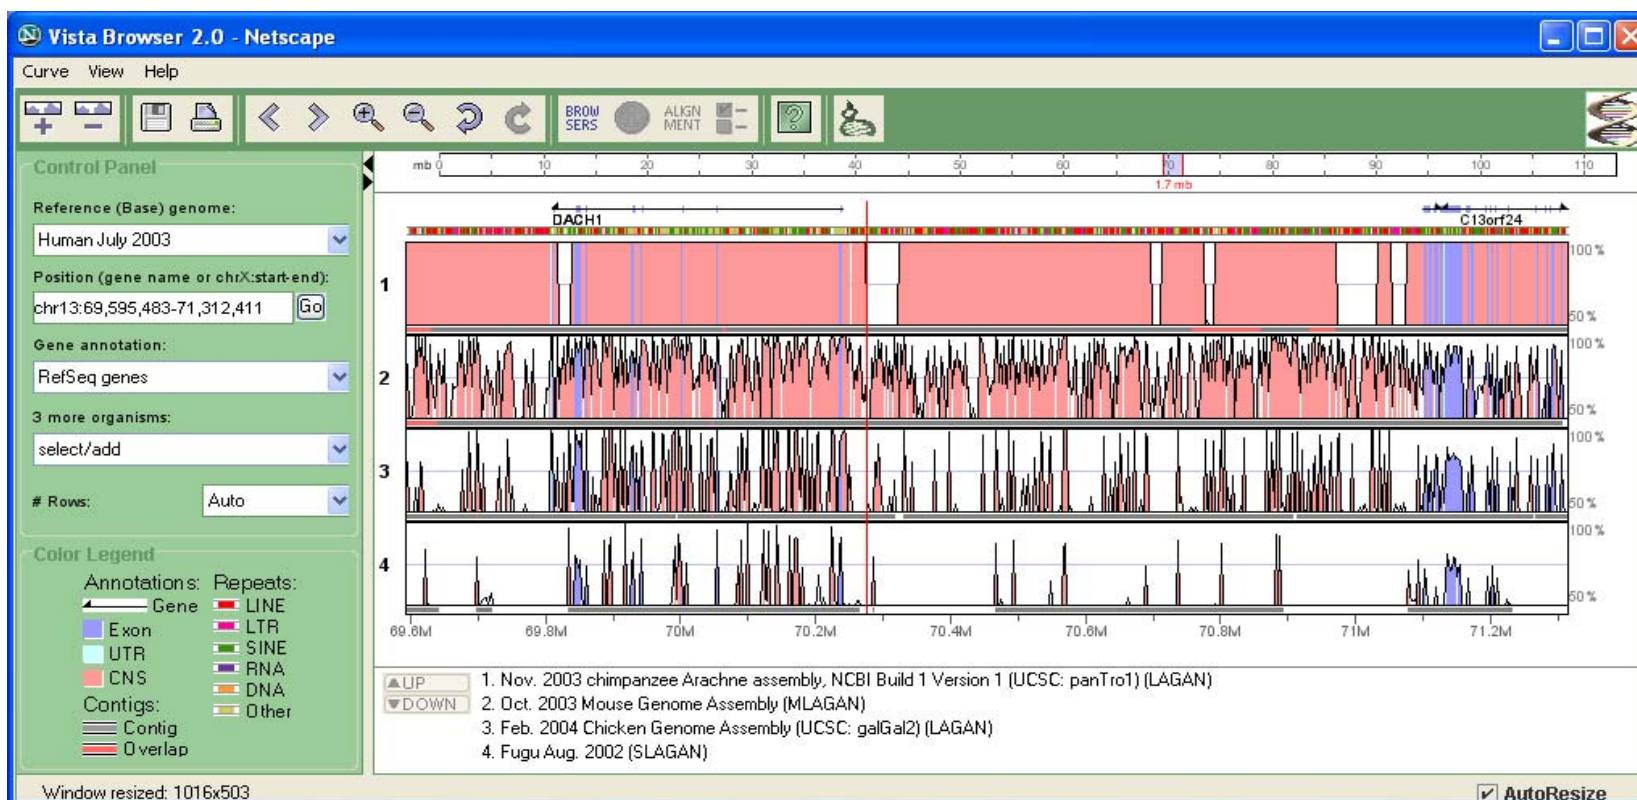 Vista Browser 2.0 - Netscape
Curve View Help
BROW
SERS
ALIGN
MENT
Control Panel
Reference (Base) genome:
Human July 2003
Position (gene name or chrX:start-end):
chr13:69,595,483-71,312,411 Go
Gene annotation:
RefSeq genes
3 more organisms:
select/add
# Rows: Auto
Color Legend
Annotations: Repeats:
Gene LINE
Exon LTR
UTR SINE
CNS RNA
Contigs: DNA
Contig Other
Overlap
mb 0 10 20 30 40 50 60 70 80 90 100 110
1.7 mb
DACH1 C13orf24
1 100% 50%
2 100% 50%
3 100% 50%
4 100% 50%
69.6M 69.8M 70M 70.2M 70.4M 70.6M 70.8M 71M 71.2M
UP
DOWN
1. Nov. 2003 chimpanzee Arachne assembly, NCBI Build 1 Version 1 (UCSC: panTro1) (LAGAN)
2. Oct. 2003 Mouse Genome Assembly (MLAGAN)
3. Feb. 2004 Chicken Genome Assembly (UCSC: galGal2) (LAGAN)
4. Fugu Aug. 2002 (SLAGAN)
Window resized: 1016x503
AutoResize